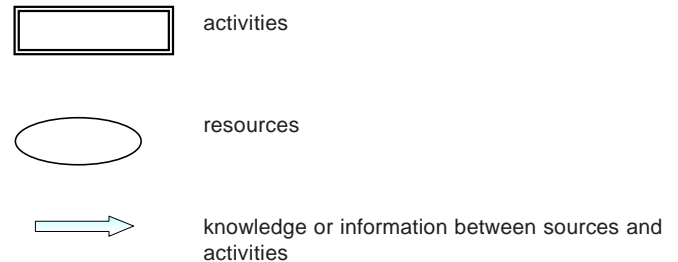 activities
resources
knowledge or information between sources and
activities